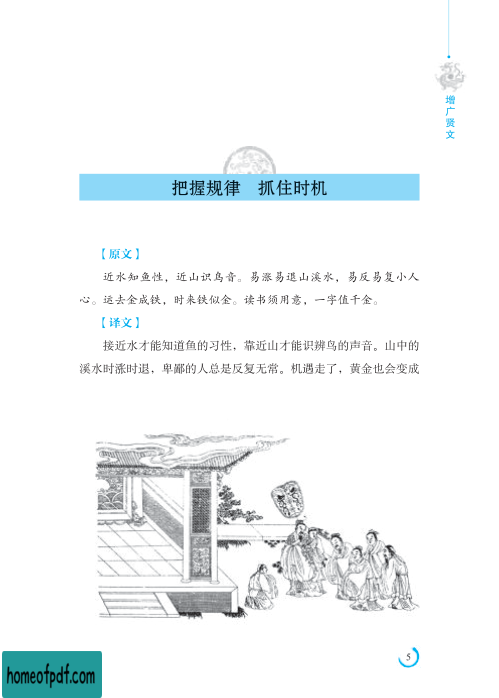 增广贤文
把握规律　抓住时机
【原文】
近水知鱼性，近山识鸟音。易涨易退山溪水，易反易复小人
心。运去金成铁，时来铁似金。读书须用意，一字值千金。
【译文】
接近水才能知道鱼的习性，靠近山才能识辨鸟的声音。山中的
溪水时涨时退，卑鄙的人总是反复无常。机遇走了，黄金也会变成
5
homeofpdf.com